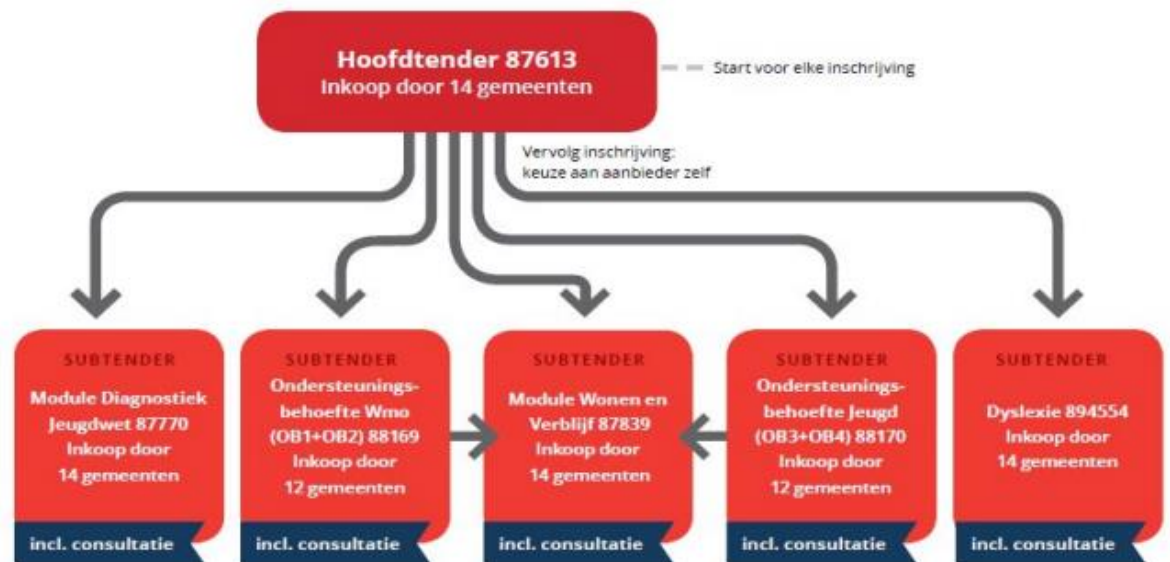 Hoofdtender 87613
Inkoop door 14 gemeenten
Start voor elke inschrijving
Vervolg inschrijving:
keuze aan aanbieder zelf
SUBTENDER
Module Diagnostiek
Jeugdwet 87770
Inkoop door
14 gemeenten
incl. consultatie
SUBTENDER
Ondersteunings-
behoefte Wmo
(OB1+OB2) 88169
Inkoop door
12 gemeenten
incl. consultatie
SUBTENDER
Module Wonen en
Verblijf 87839
Inkoop door
14 gemeenten
incl. consultatie
SUBTENDER
Ondersteunings-
behoefte Jeugd
(OB3+OB4) 88170
Inkoop door
12 gemeenten
incl. consultatie
SUBTENDER
Dyslexie 894554
Inkoop door
14 gemeenten
incl. consultatie